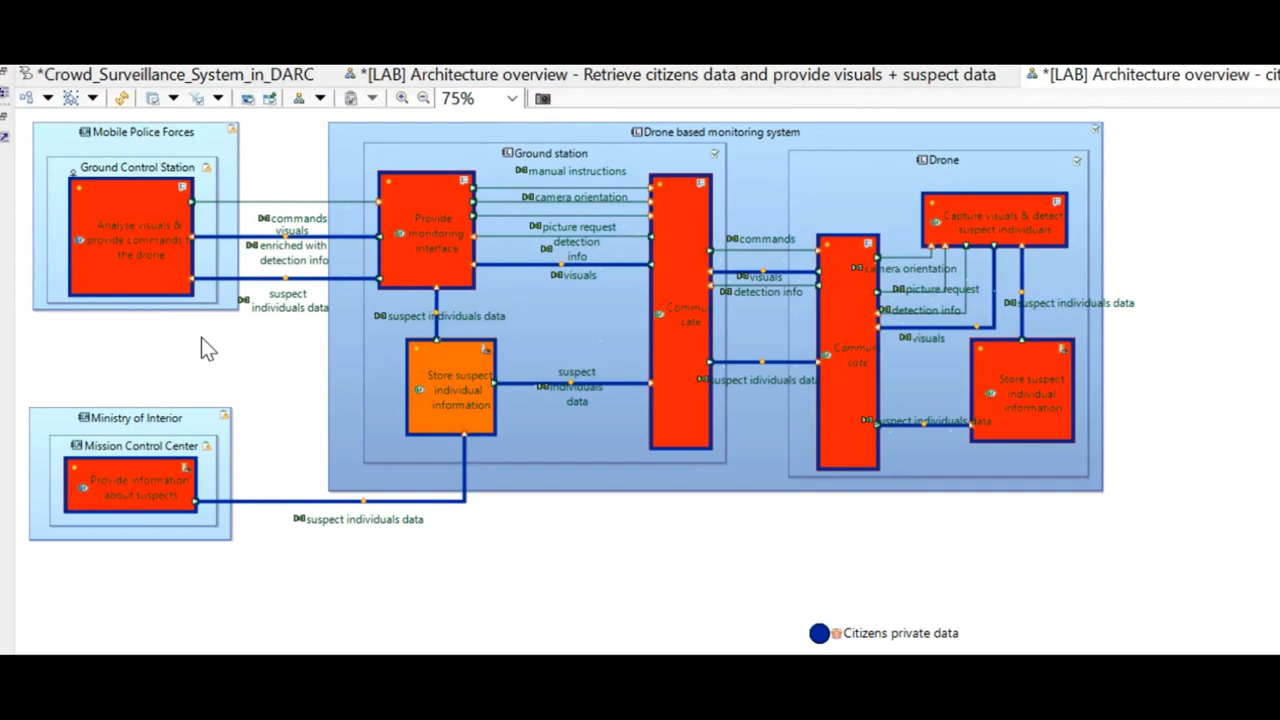 *Crowd_Surveillance_System_in_DARC
*[LAB] Architecture overview - Retrieve citizens data and provide visuals + suspect data
*[LAB] Architecture overview - cit
75%
Mobile Police Forces
Ground Control Station
Analyse visuals &
provide commands t
the drone
commands
visuals
enriched with
detection info
suspect
individuals data
Ministry of Interior
Mission Control Center
Provide information
about suspects
suspect individuals data
Drone based monitoring system
Ground station
manual instructions
camera orientation
picture request
detection
info
visuals
Provide
monitoring
interface
suspect individuals data
Store suspect
individual
information
suspect
individuals
data
Commu
cate
commands
visuals
detection info
suspect idividuals data
Drone
Capture visuals & detect
suspect individuals
camera orientation
picture request
detection info
visuals
suspect individuals data
Commun
cate
Store suspect
individual
information
suspect individuals data
Citizens private data